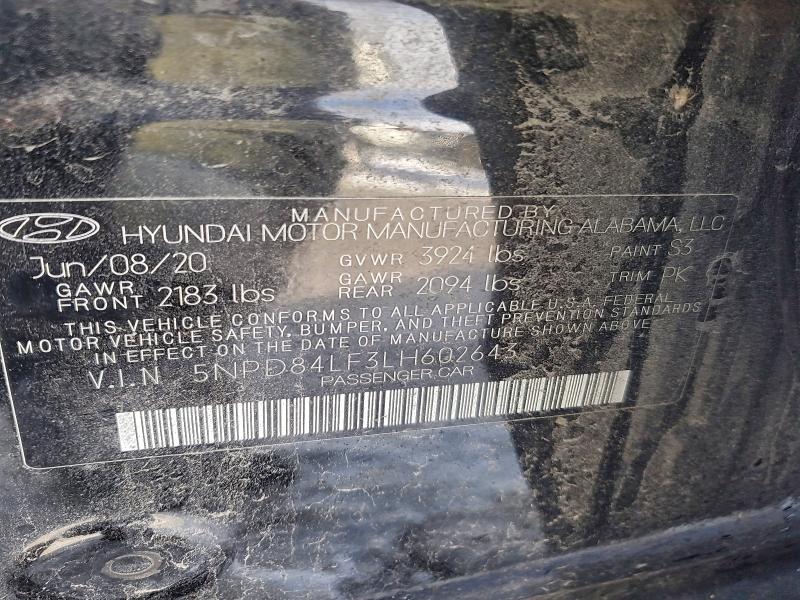 MANUFACTURED BY
HYUNDAI MOTOR MANUFACTURING ALABAMA, LLC
Jun/08/20 GVWR 3924 lbs PAINT S3
GAWR FRONT 2183 lbs GAWR REAR 2094 lbs TRIM PK
THIS VEHICLE CONFORMS TO ALL APPLICABLE U.S.A. FEDERAL
MOTOR VEHICLE SAFETY, BUMPER, AND THEFT PREVENTION STANDARDS
IN EFFECT ON THE DATE OF MANUFACTURE SHOWN ABOVE
V.I.N 5NPD84LF3LH602643
PASSENGER CAR